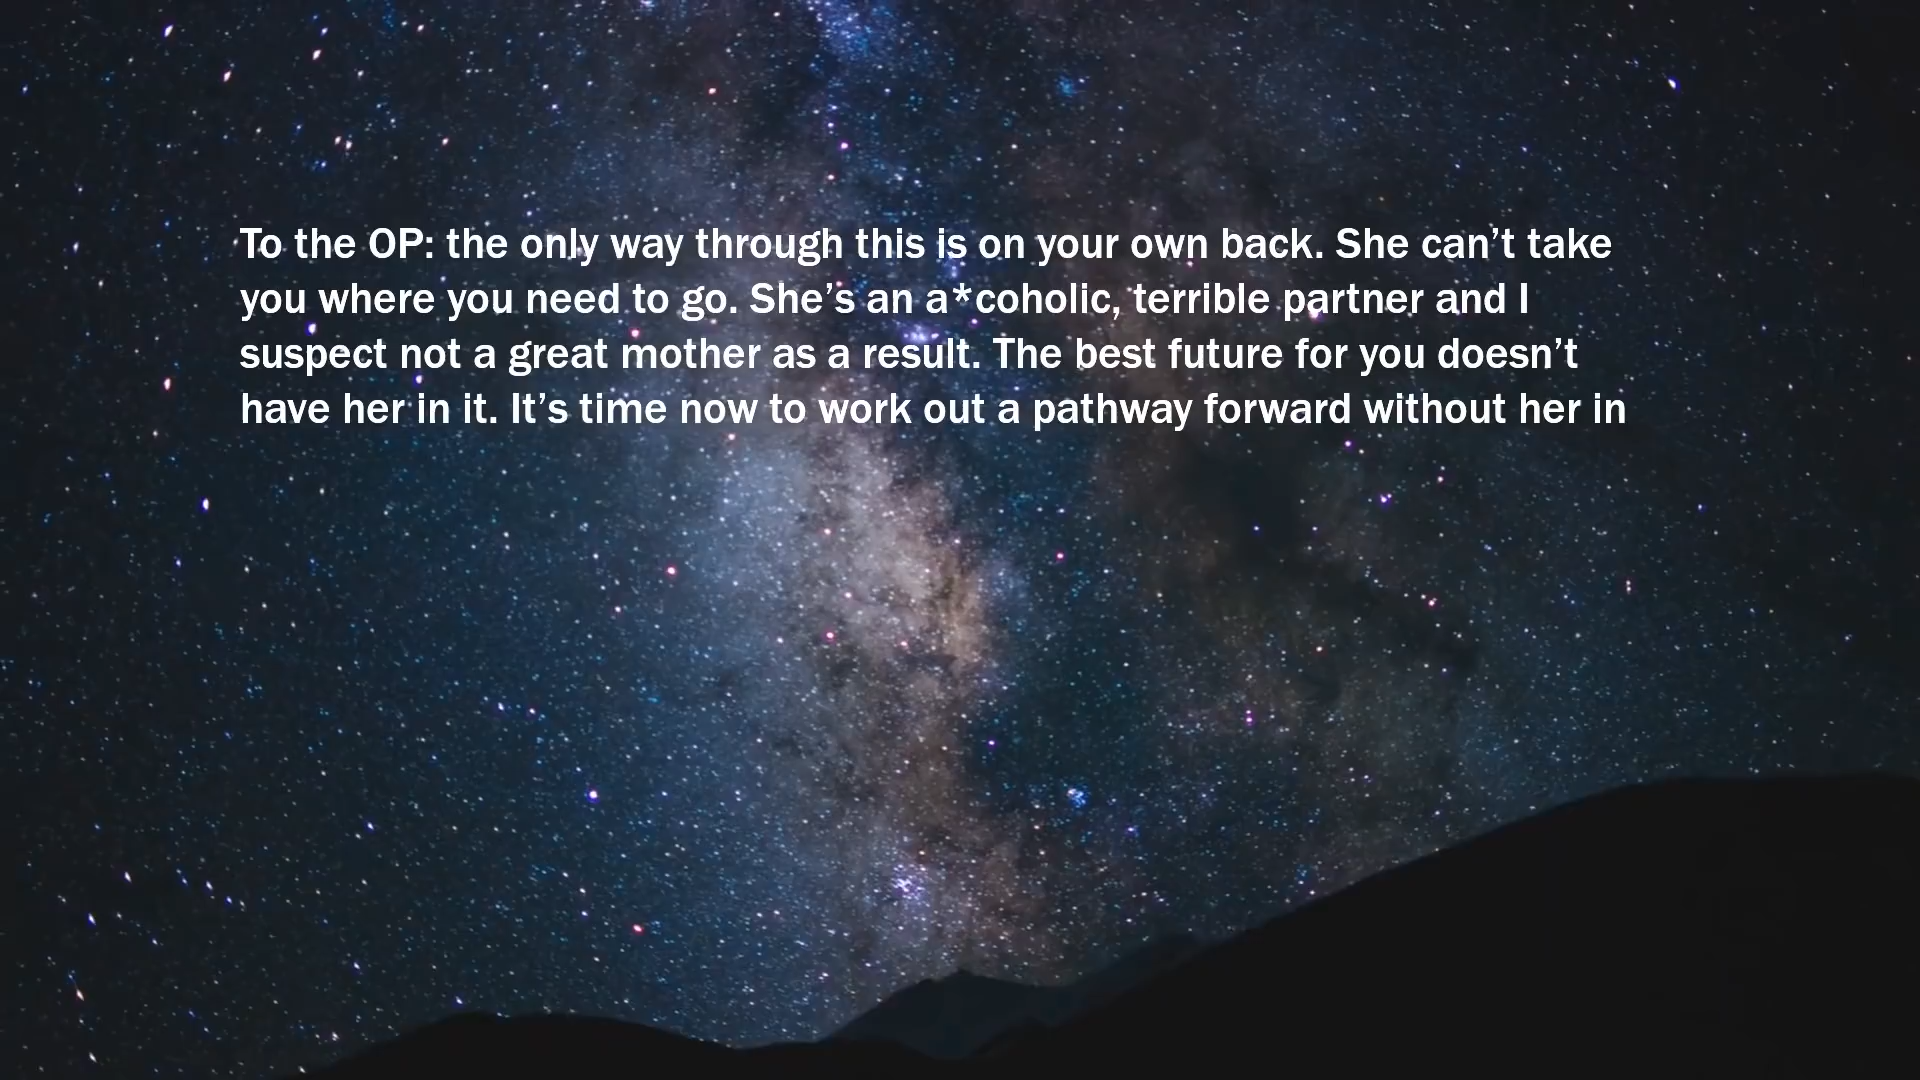 To the OP: the only way through this is on your own back. She can’t take
you where you need to go. She’s an a*coholic, terrible partner and I
suspect not a great mother as a result. The best future for you doesn’t
have her in it. It’s time now to work out a pathway forward without her in